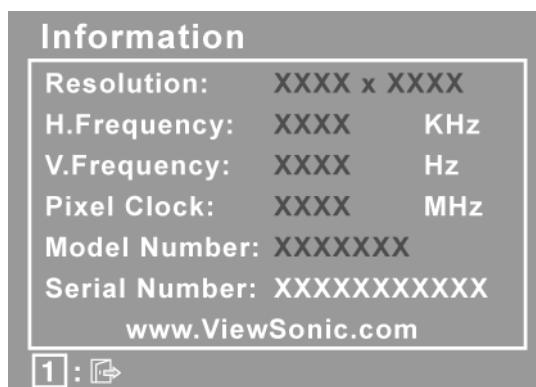 Information
Resolution: XXXX x XXXX
H.Frequency: XXXX KHz
V.Frequency: XXXX Hz
Pixel Clock: XXXX MHz
Model Number: XXXXXXX
Serial Number: XXXXXXXXXXX
www.ViewSonic.com
1 :